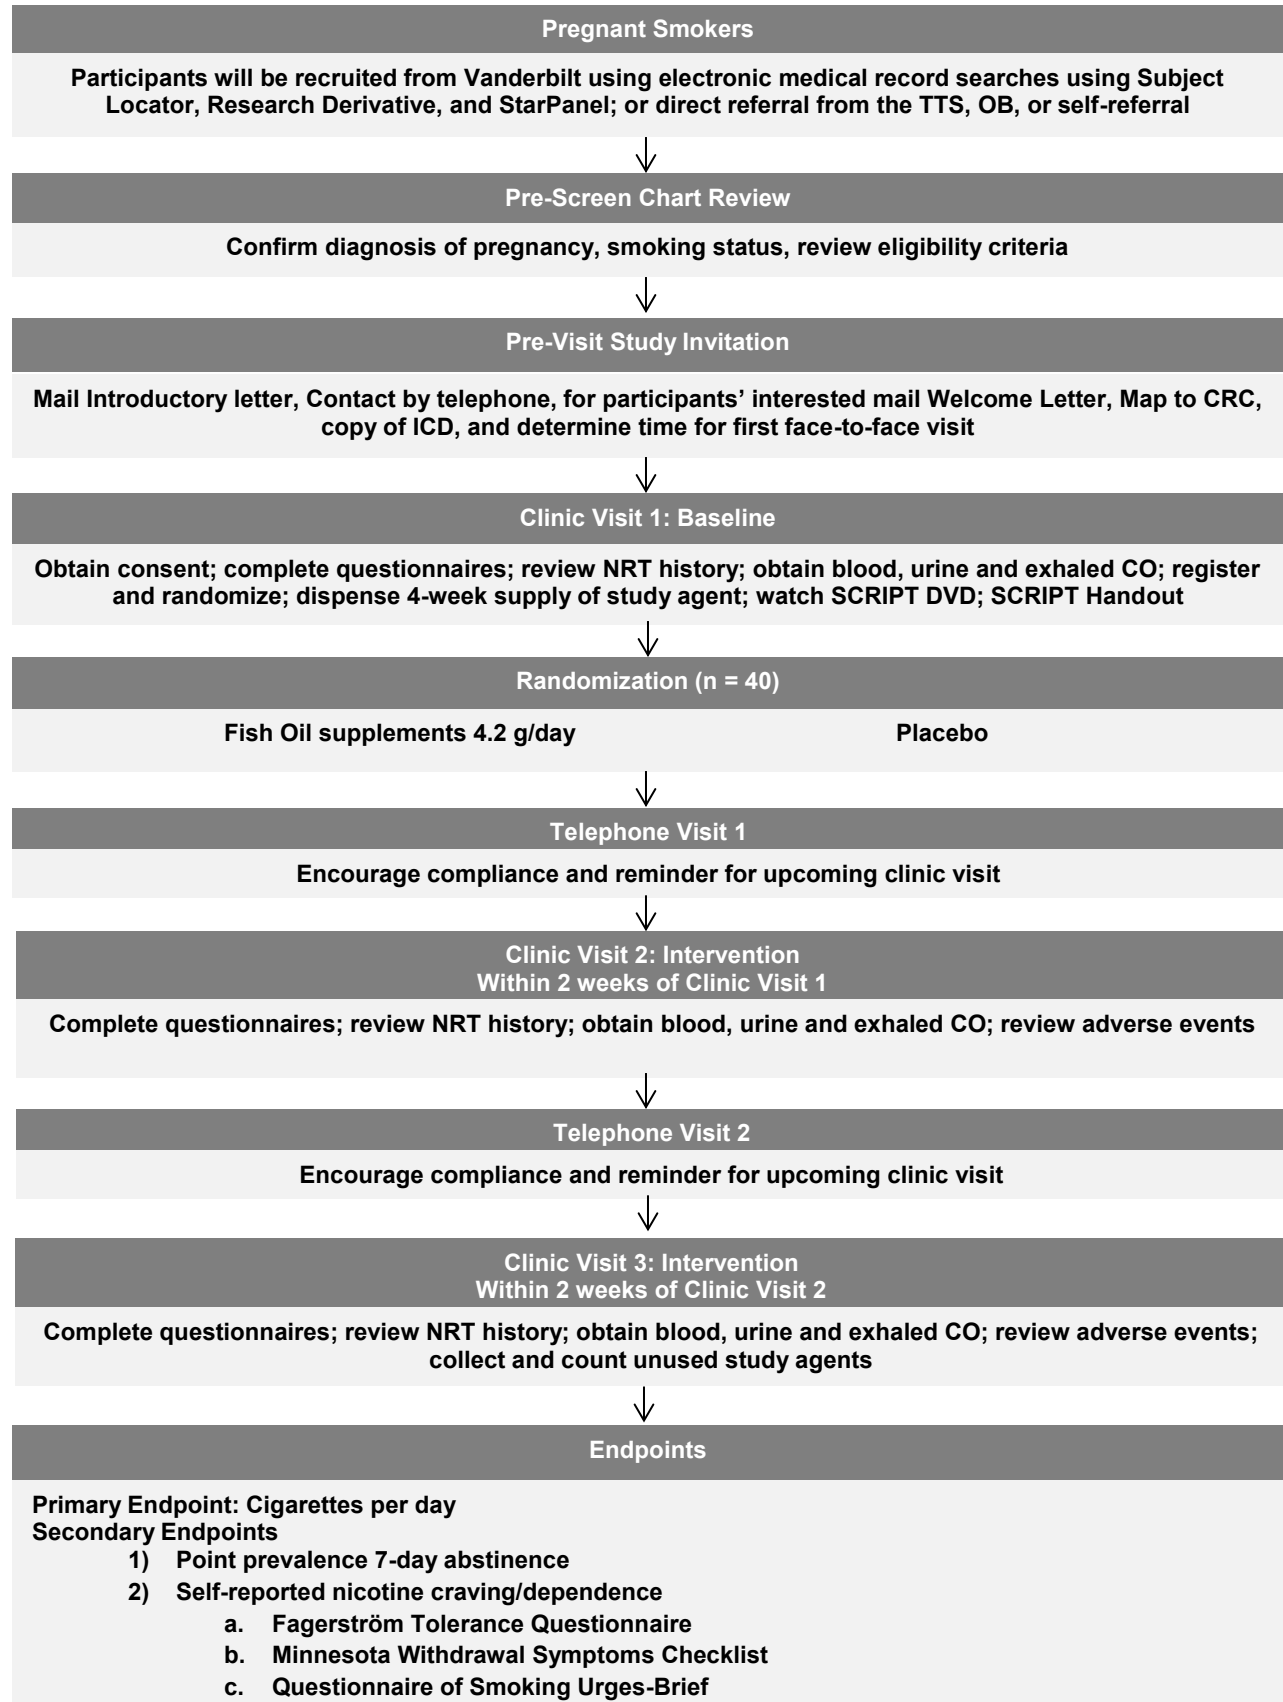 Pregnant Smokers
Participants will be recruited from Vanderbilt using electronic medical record searches using Subject
Locator, Research Derivative, and StarPanel; or direct referral from the TTS, OB, or self-referral
Pre-Screen Chart Review
Confirm diagnosis of pregnancy, smoking status, review eligibility criteria
Pre-Visit Study Invitation
Mail Introductory letter, Contact by telephone, for participants’ interested mail Welcome Letter, Map to CRC,
copy of ICD, and determine time for first face-to-face visit
Clinic Visit 1: Baseline
Obtain consent; complete questionnaires; review NRT history; obtain blood, urine and exhaled CO; register
and randomize; dispense 4-week supply of study agent; watch SCRIPT DVD; SCRIPT Handout
Randomization (n = 40)
Fish Oil supplements 4.2 g/day Placebo
Telephone Visit 1
Encourage compliance and reminder for upcoming clinic visit
Clinic Visit 2: Intervention
Within 2 weeks of Clinic Visit 1
Complete questionnaires; review NRT history; obtain blood, urine and exhaled CO; review adverse events
Telephone Visit 2
Encourage compliance and reminder for upcoming clinic visit
Clinic Visit 3: Intervention
Within 2 weeks of Clinic Visit 2
Complete questionnaires; review NRT history; obtain blood, urine and exhaled CO; review adverse events;
collect and count unused study agents
Endpoints
Primary Endpoint: Cigarettes per day
Secondary Endpoints
1) Point prevalence 7-day abstinence
2) Self-reported nicotine craving/dependence
a. Fagerström Tolerance Questionnaire
b. Minnesota Withdrawal Symptoms Checklist
c. Questionnaire of Smoking Urges-Brief